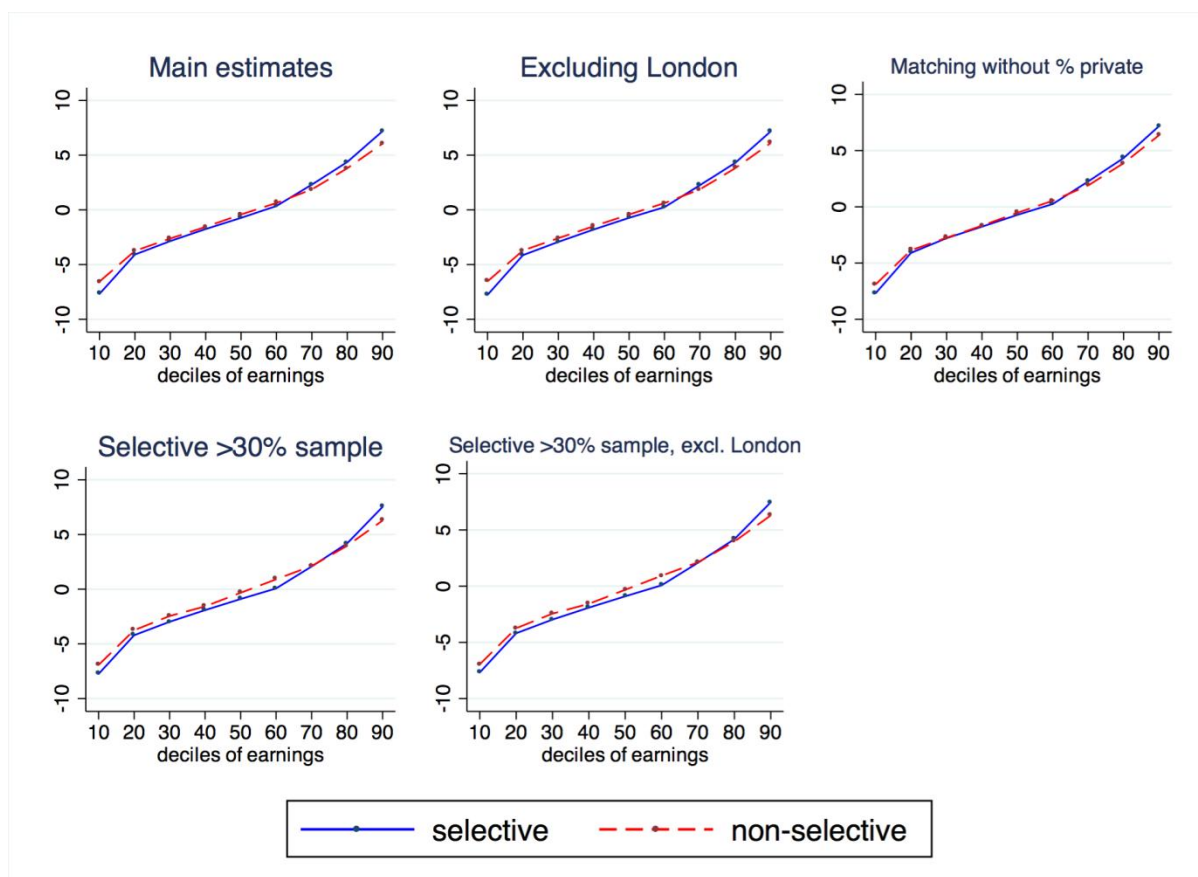 Main estimates
10
5
0
-5
-10
10 20 30 40 50 60 70 80 90
deciles of earnings
Excluding London
10
5
0
-5
-10
10 20 30 40 50 60 70 80 90
deciles of earnings
Matching without % private
10
5
0
-5
-10
10 20 30 40 50 60 70 80 90
deciles of earnings
Selective >30% sample
10
5
0
-5
-10
10 20 30 40 50 60 70 80 90
deciles of earnings
Selective >30% sample, excl. London
10
5
0
-5
-10
10 20 30 40 50 60 70 80 90
deciles of earnings
selective
non-selective